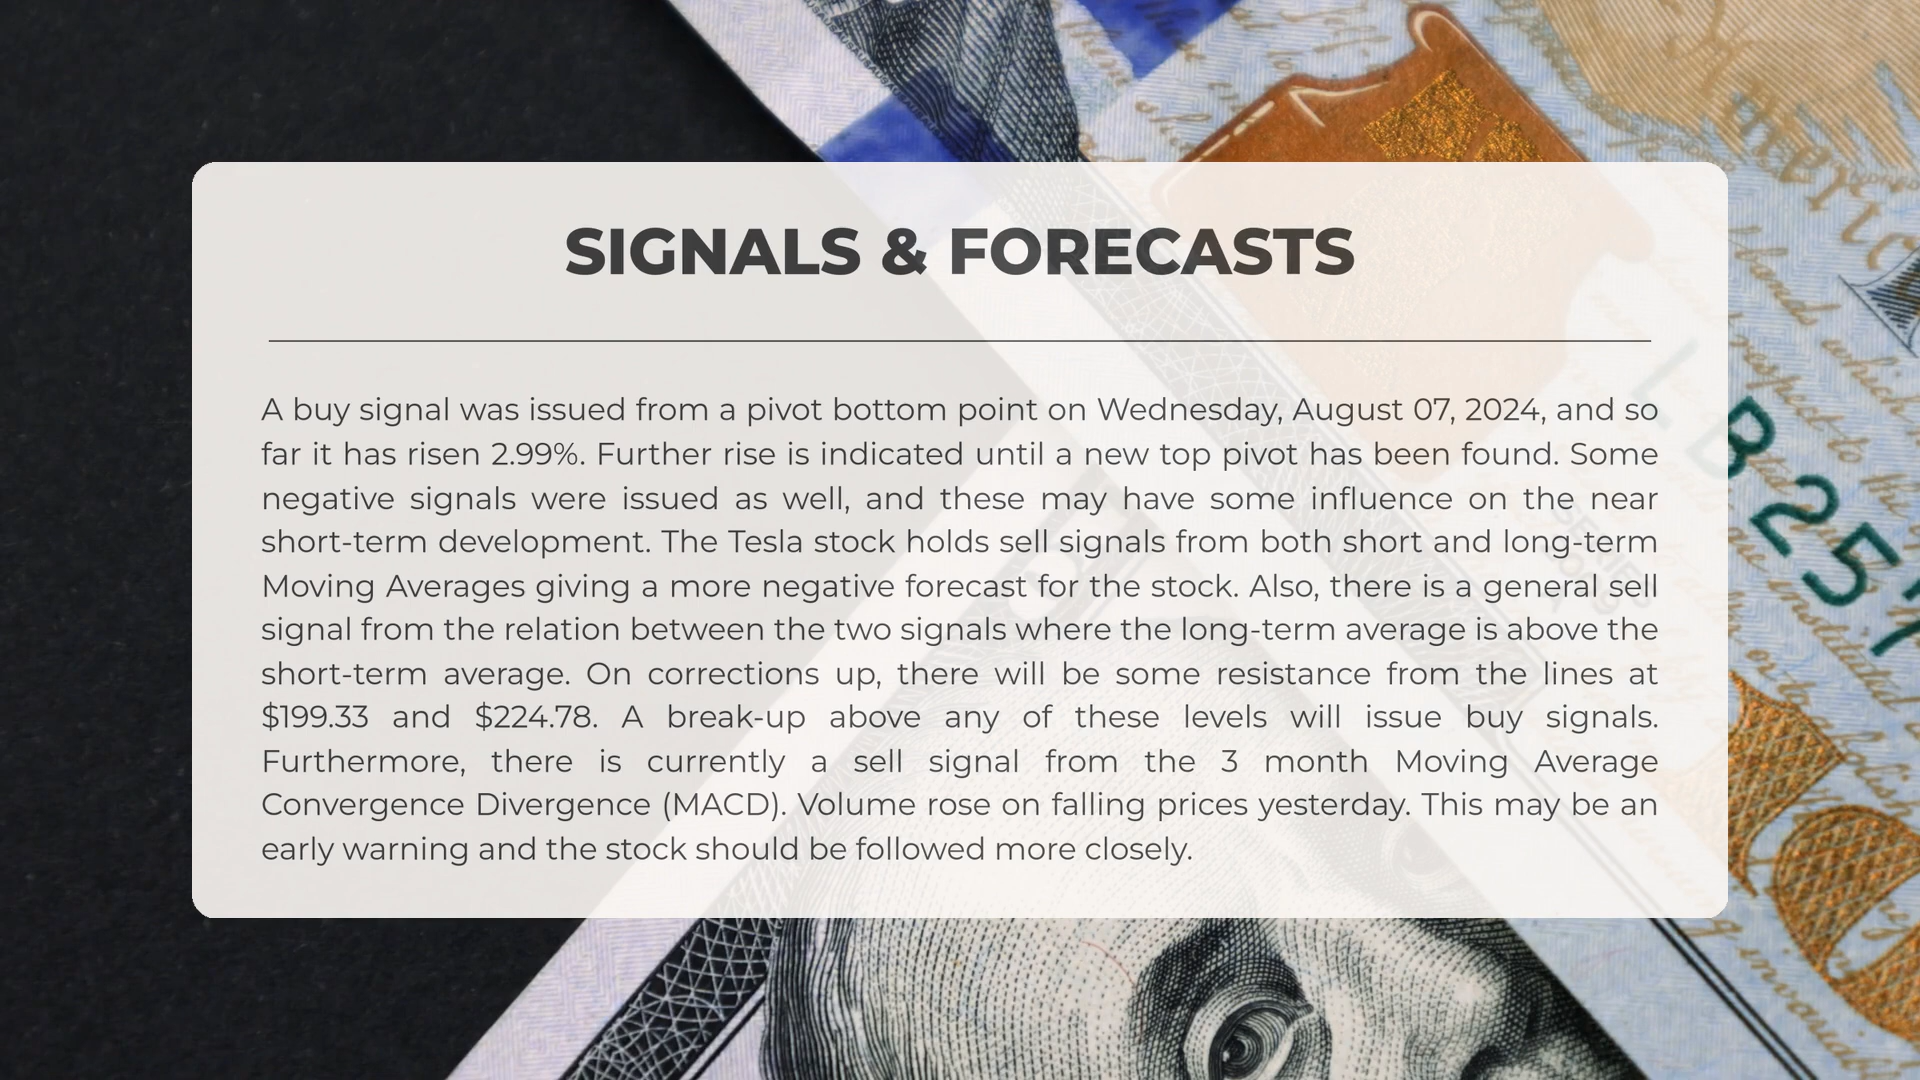 SIGNALS & FORECASTS
A buy signal was issued from a pivot bottom point on Wednesday, August 07, 2024, and so
far it has risen 2.99%. Further rise is indicated until a new top pivot has been found. Some
negative signals were issued as well, and these may have some influence on the near
short-term development. The Tesla stock holds sell signals from both short and long-term
Moving Averages giving a more negative forecast for the stock. Also, there is a general sell
signal from the relation between the two signals where the long-term average is above the
short-term average. On corrections up, there will be some resistance from the lines at
$199.33 and $224.78. A break-up above any of these levels will issue buy signals.
Furthermore, there is currently a sell signal from the 3 month Moving Average
Convergence Divergence (MACD). Volume rose on falling prices yesterday. This may be an
early warning and the stock should be followed more closely.